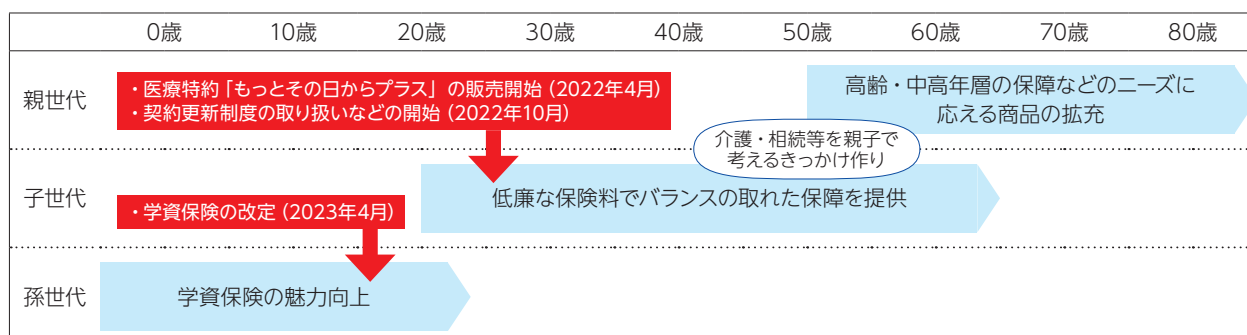 0歳 10歳 20歳 30歳 40歳 50歳 60歳 70歳 80歳
親世代
・医療特約「もっとその日からプラス」の販売開始（2022年4月）
・契約更新制度の取り扱いなどの開始（2022年10月）
高齢・中高年層の保障などのニーズに
応える商品の拡充
介護・相続等を親子で
考えるきっかけ作り
子世代
・学資保険の改定（2023年4月）
低廉な保険料でバランスの取れた保障を提供
孫世代
学資保険の魅力向上